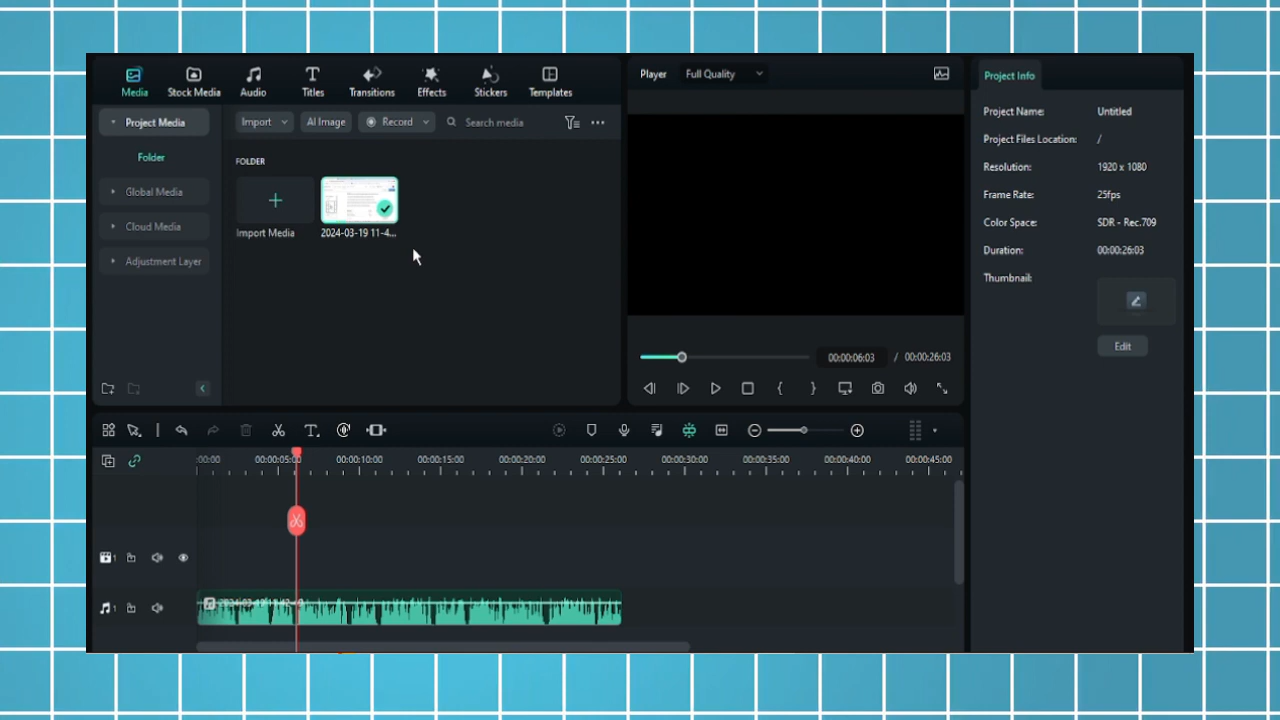 Media Stock Media Audio Titles Transitions Effects Stickers Templates
Project Media
Import AI Image Record Search media
Folder
FOLDER
Global Media
Cloud Media
Adjustment Layer
Import Media 2024-03-19 11-4...
Player Full Quality
00:00:06:03 / 00:00:26:03
Project Info
Project Name: Untitled
Project Files Location: /
Resolution: 1920 x 1080
Frame Rate: 25fps
Color Space: SDR - Rec.709
Duration: 00:00:26:03
Thumbnail:
Edit
:00:00 00:00:05:00 00:00:10:00 00:00:15:00 00:00:20:00 00:00:25:00 00:00:30:00 00:00:35:00 00:00:40:00 00:00:45:00
1
1